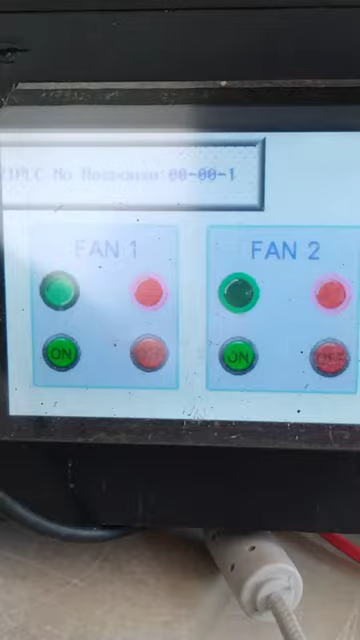 PLC No Response:00-00-1
FAN 1
FAN 2
ON
OFF
ON
OFF